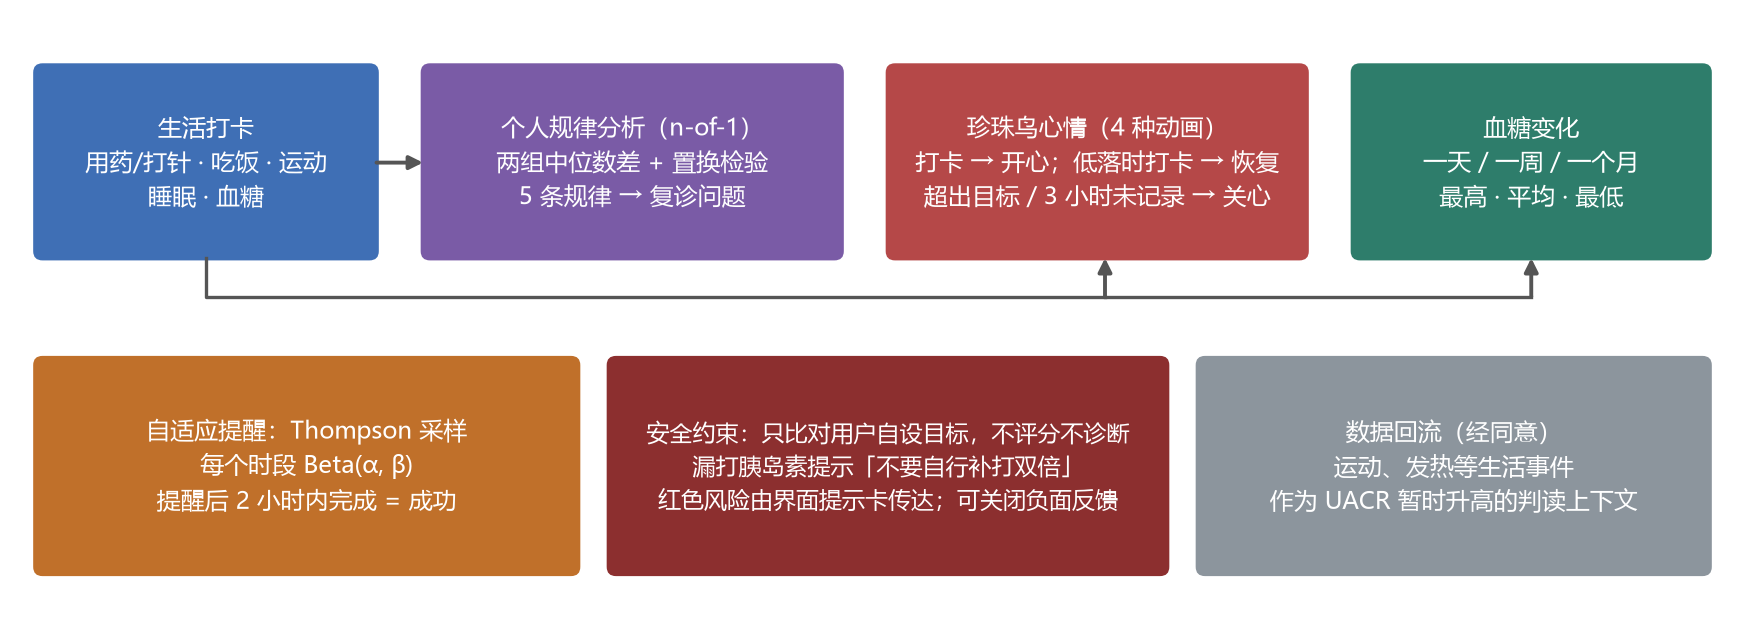 生活打卡
用药/打针 · 吃饭 · 运动
睡眠 · 血糖
个人规律分析（n-of-1）
两组中位数差 + 置换检验
5 条规律 → 复诊问题
珍珠鸟心情（4 种动画）
打卡 → 开心；低落时打卡 → 恢复
超出目标 / 3 小时未记录 → 关心
血糖变化
一天 / 一周 / 一个月
最高 · 平均 · 最低
自适应提醒：Thompson 采样
每个时段 Beta(α, β)
提醒后 2 小时内完成 = 成功
安全约束：只比对用户自设目标，不评分不诊断
漏打胰岛素提示「不要自行补打双倍」
红色风险由界面提示卡传达；可关闭负面反馈
数据回流（经同意）
运动、发热等生活事件
作为 UACR 暂时升高的判读上下文